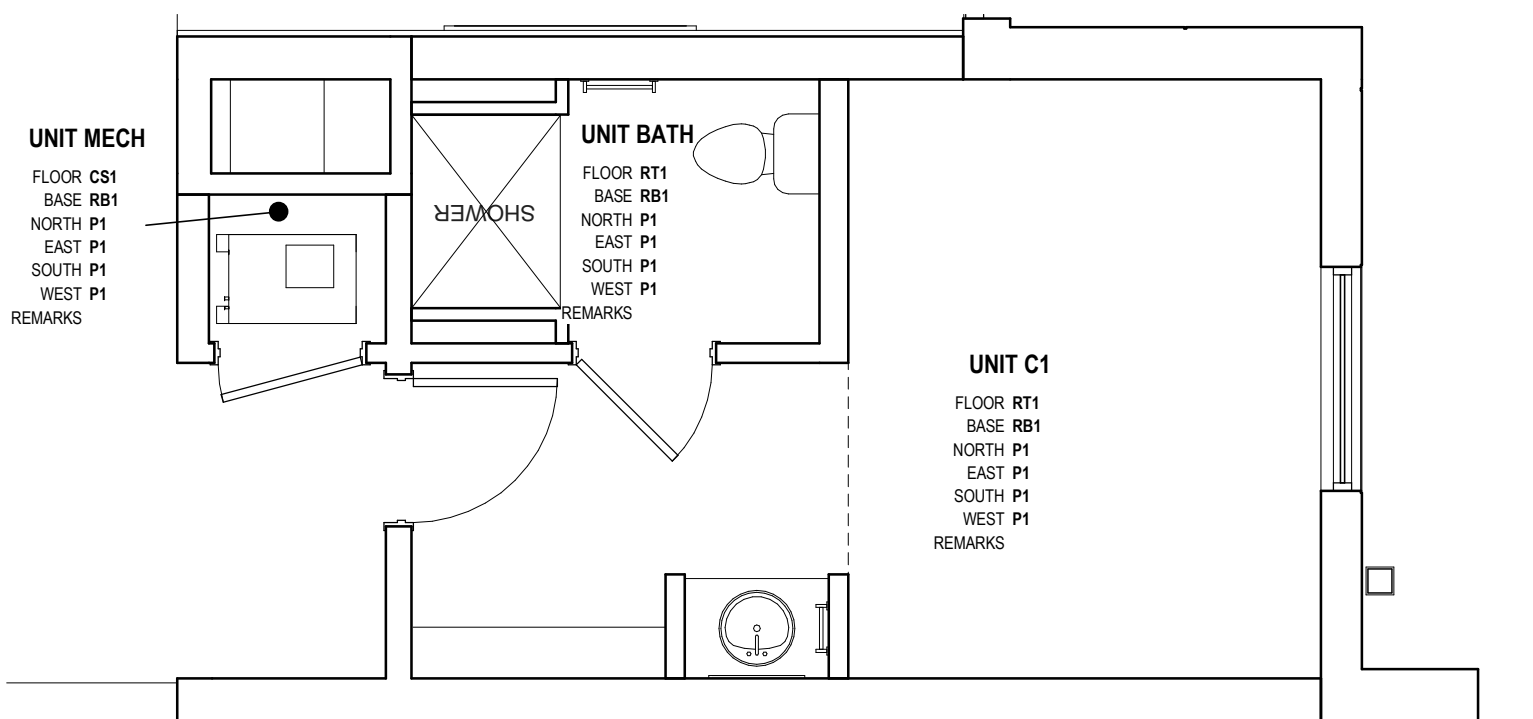 UNIT MECH
FLOOR CS1
BASE RB1
NORTH P1
EAST P1
SOUTH P1
WEST P1
REMARKS
SHOWER
UNIT BATH
FLOOR RT1
BASE RB1
NORTH P1
EAST P1
SOUTH P1
WEST P1
REMARKS
UNIT C1
FLOOR RT1
BASE RB1
NORTH P1
EAST P1
SOUTH P1
WEST P1
REMARKS